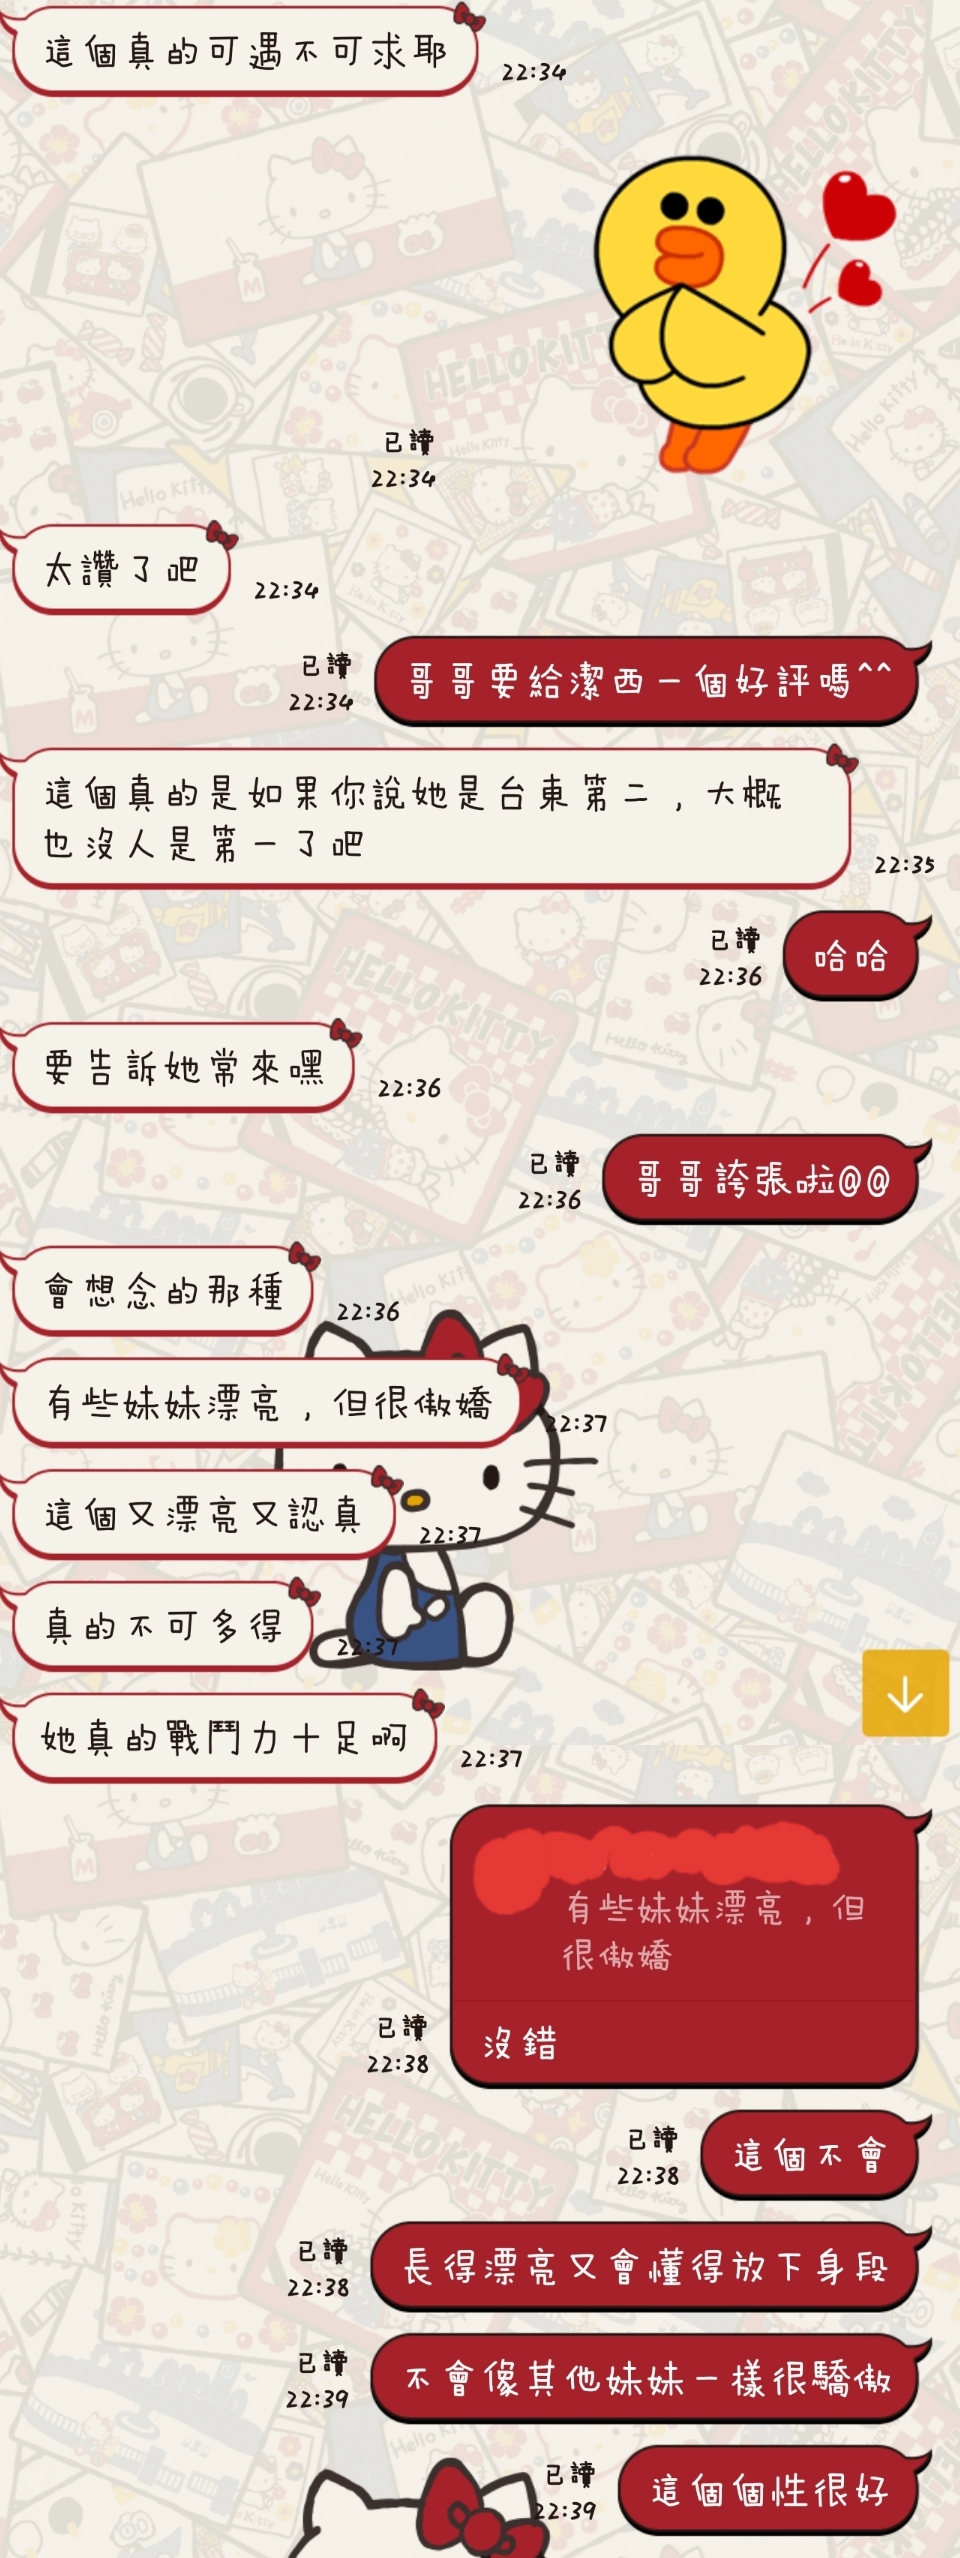 這個真的可遇不可求耶
22:34
已讀
22:34
太讚了吧
22:34
已讀
22:34
哥哥要給潔西一個好評嗎^^
這個真的是如果你說她是台東第二，大概
也沒人是第一了吧
22:35
已讀
22:36
哈哈
要告訴她常來嘿
22:36
已讀
22:36
哥哥誇張啦@@
會想念的那種
22:36
有些妹妹漂亮，但很傲嬌
22:37
這個又漂亮又認真
22:37
真的不可多得
22:37
她真的戰鬥力十足啊
22:37
有些妹妹漂亮，但
很傲嬌
已讀
22:38
沒錯
已讀
22:38
這個不會
已讀
22:38
長得漂亮又會懂得放下身段
已讀
22:39
不會像其他妹妹一樣很驕傲
已讀
22:39
這個個性很好